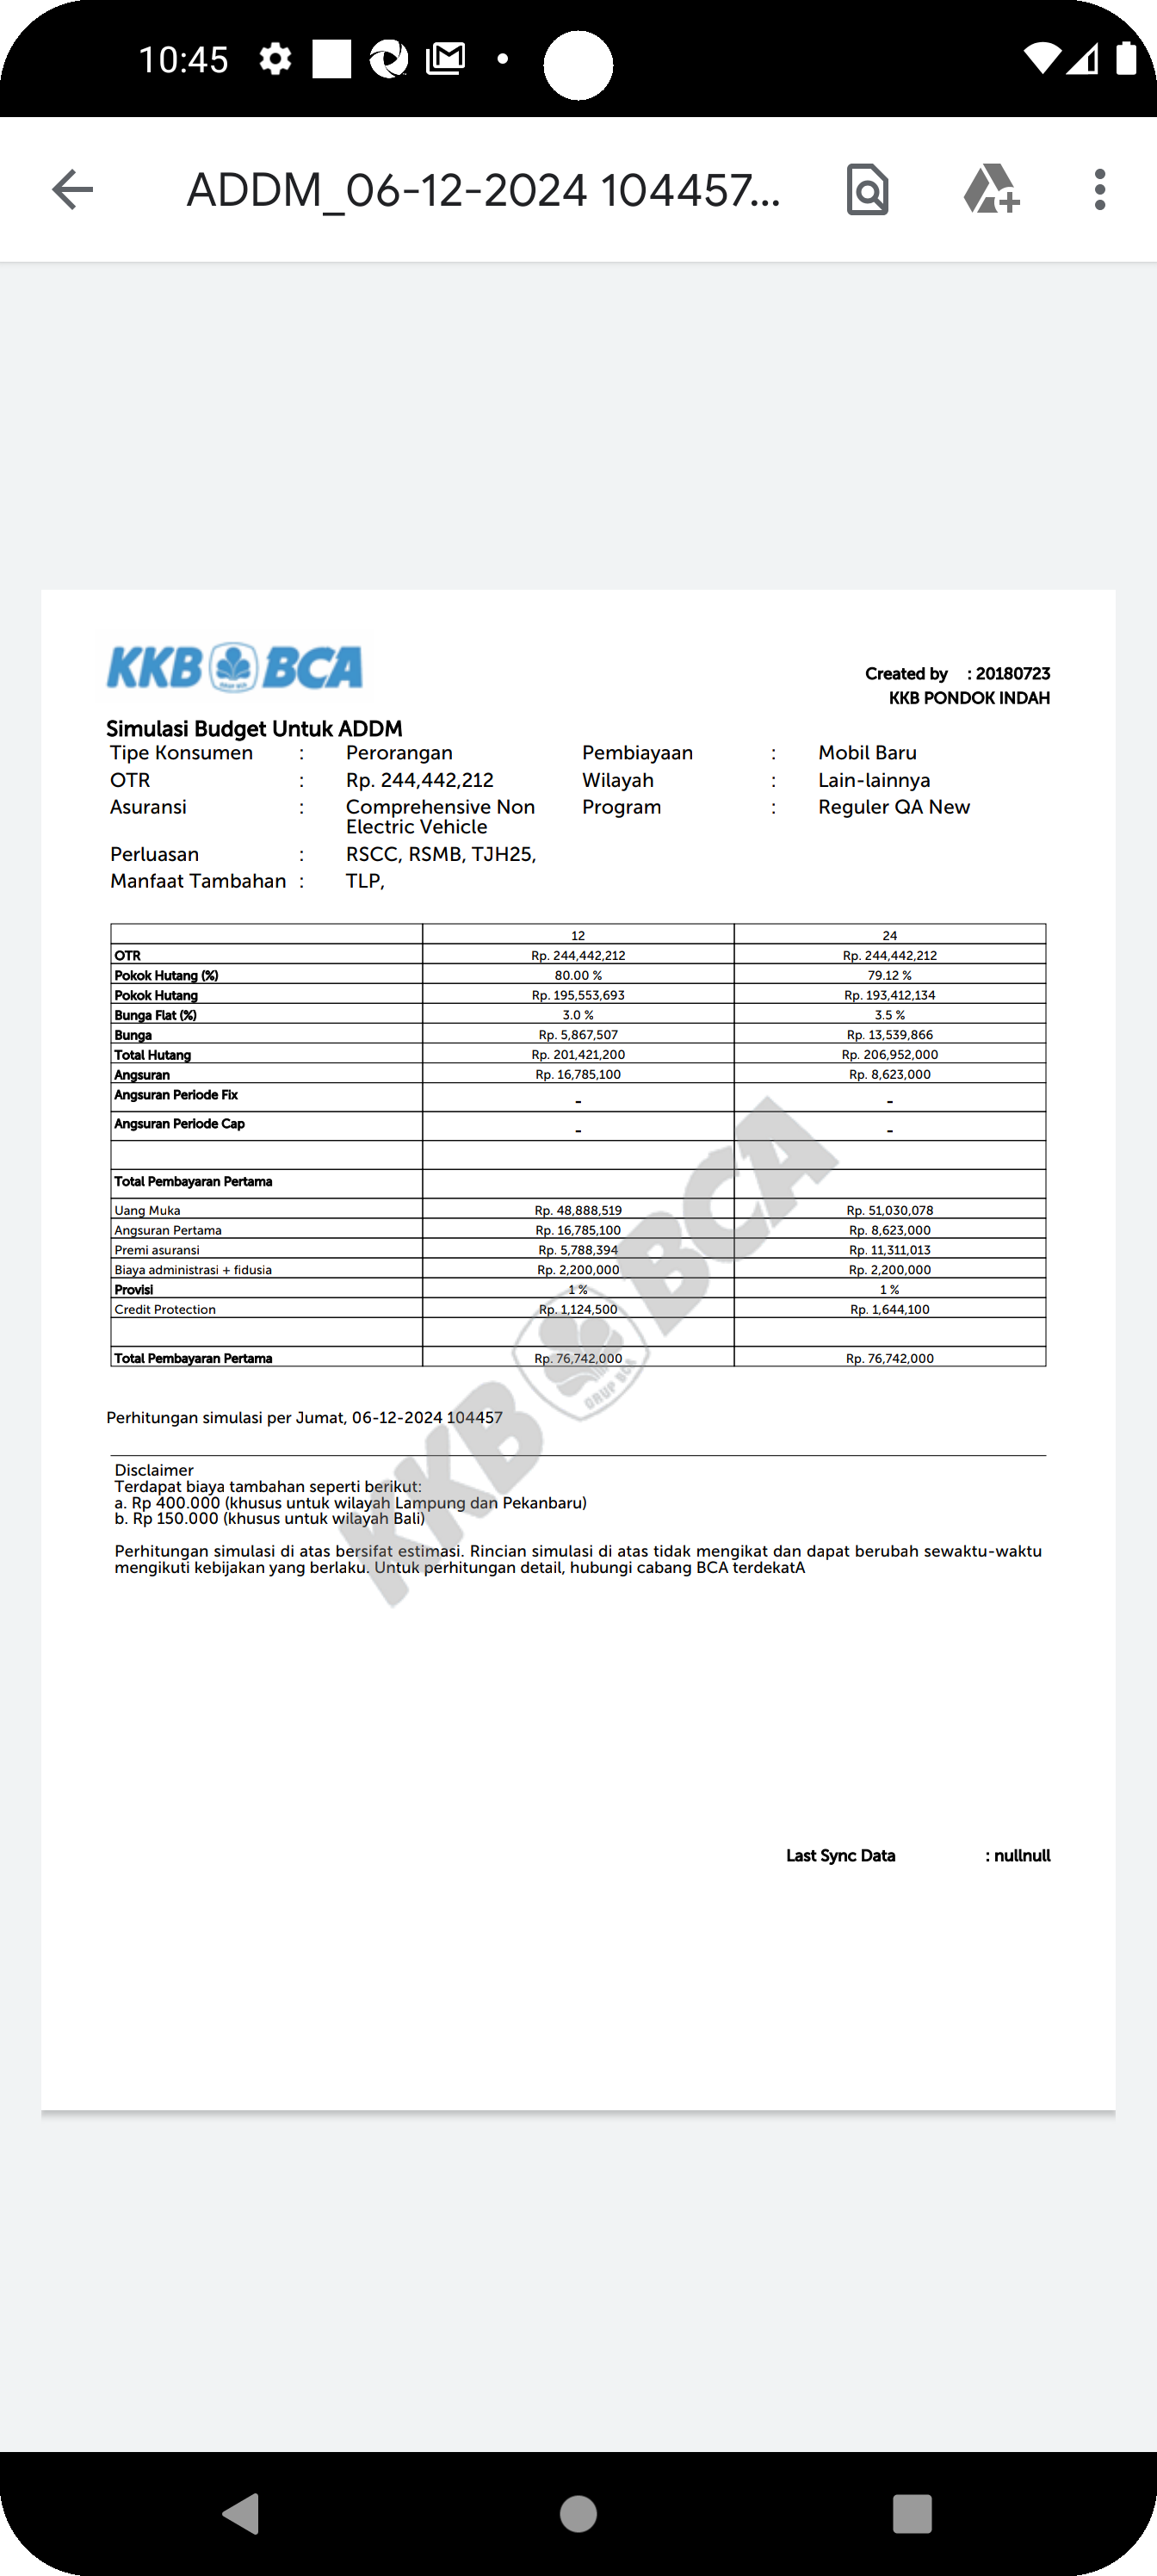 10:45
ADDM_06-12-2024 104457...
KKB BCA
GRUP BCA
Created by : 20180723
KKB PONDOK INDAH
Simulasi Budget Untuk ADDM
Tipe Konsumen : Perorangan Pembiayaan : Mobil Baru
OTR : Rp. 244,442,212 Wilayah : Lain-lainnya
Asuransi : Comprehensive Non Program : Reguler QA New
Electric Vehicle
Perluasan : RSCC, RSMB, TJH25,
Manfaat Tambahan : TLP,
12 24
OTR Rp. 244,442,212 Rp. 244,442,212
Pokok Hutang (%) 80.00 % 79.12 %
Pokok Hutang Rp. 195,553,693 Rp. 193,412,134
Bunga Flat (%) 3.0 % 3.5 %
Bunga Rp. 5,867,507 Rp. 13,539,866
Total Hutang Rp. 201,421,200 Rp. 206,952,000
Angsuran Rp. 16,785,100 Rp. 8,623,000
Angsuran Periode Fix - -
Angsuran Periode Cap - -
Total Pembayaran Pertama
Uang Muka Rp. 48,888,519 Rp. 51,030,078
Angsuran Pertama Rp. 16,785,100 Rp. 8,623,000
Premi asuransi Rp. 5,788,394 Rp. 11,311,013
Biaya administrasi + fidusia Rp. 2,200,000 Rp. 2,200,000
Provisi 1 % 1 %
Credit Protection Rp. 1,124,500 Rp. 1,644,100
Total Pembayaran Pertama Rp. 76,742,000 Rp. 76,742,000
KKB BCA
GRUP BCA
Perhitungan simulasi per Jumat, 06-12-2024 104457
Disclaimer
Terdapat biaya tambahan seperti berikut:
a. Rp 400.000 (khusus untuk wilayah Lampung dan Pekanbaru)
b. Rp 150.000 (khusus untuk wilayah Bali)
Perhitungan simulasi di atas bersifat estimasi. Rincian simulasi di atas tidak mengikat dan dapat berubah sewaktu-waktu
mengikuti kebijakan yang berlaku. Untuk perhitungan detail, hubungi cabang BCA terdekatA
Last Sync Data : nullnull